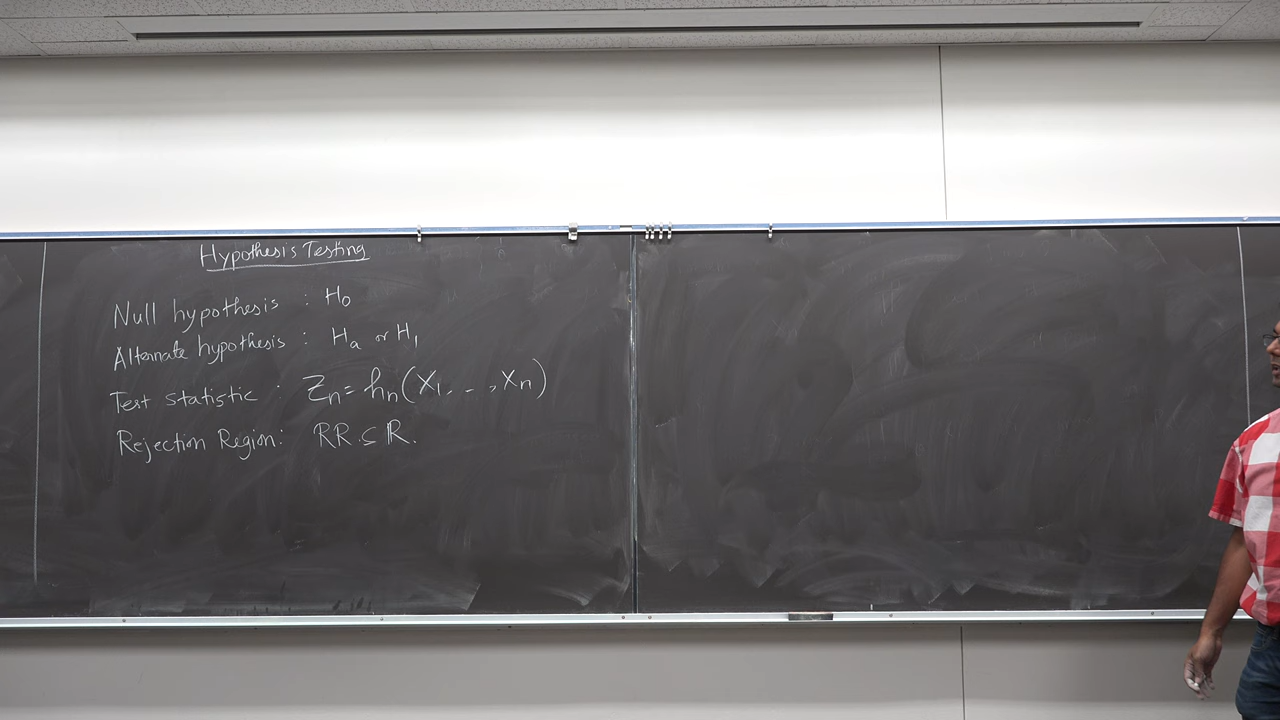 Hypothesis Testing
Null hypothesis : H₀
Alternate hypothesis : Hₐ or H₁
Test statistic : Zₙ = hₙ(X₁, . . , Xₙ)
Rejection Region: RR ⊆ ℝ.